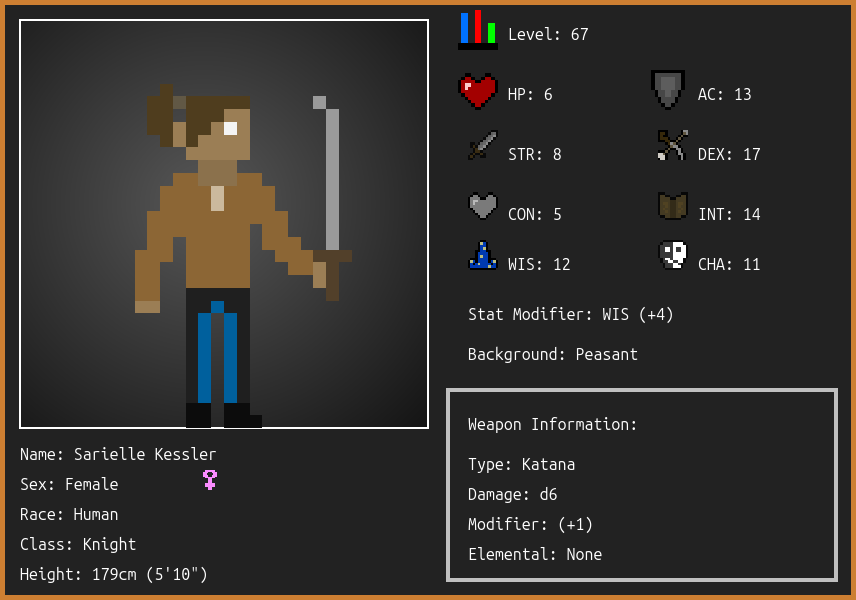 Level: 67
HP: 6
AC: 13
STR: 8
DEX: 17
CON: 5
INT: 14
WIS: 12
CHA: 11
Stat Modifier: WIS (+4)
Background: Peasant
Weapon Information:
Type: Katana
Damage: d6
Modifier: (+1)
Elemental: None
Name: Sarielle Kessler
Sex: Female
Race: Human
Class: Knight
Height: 179cm (5'10")